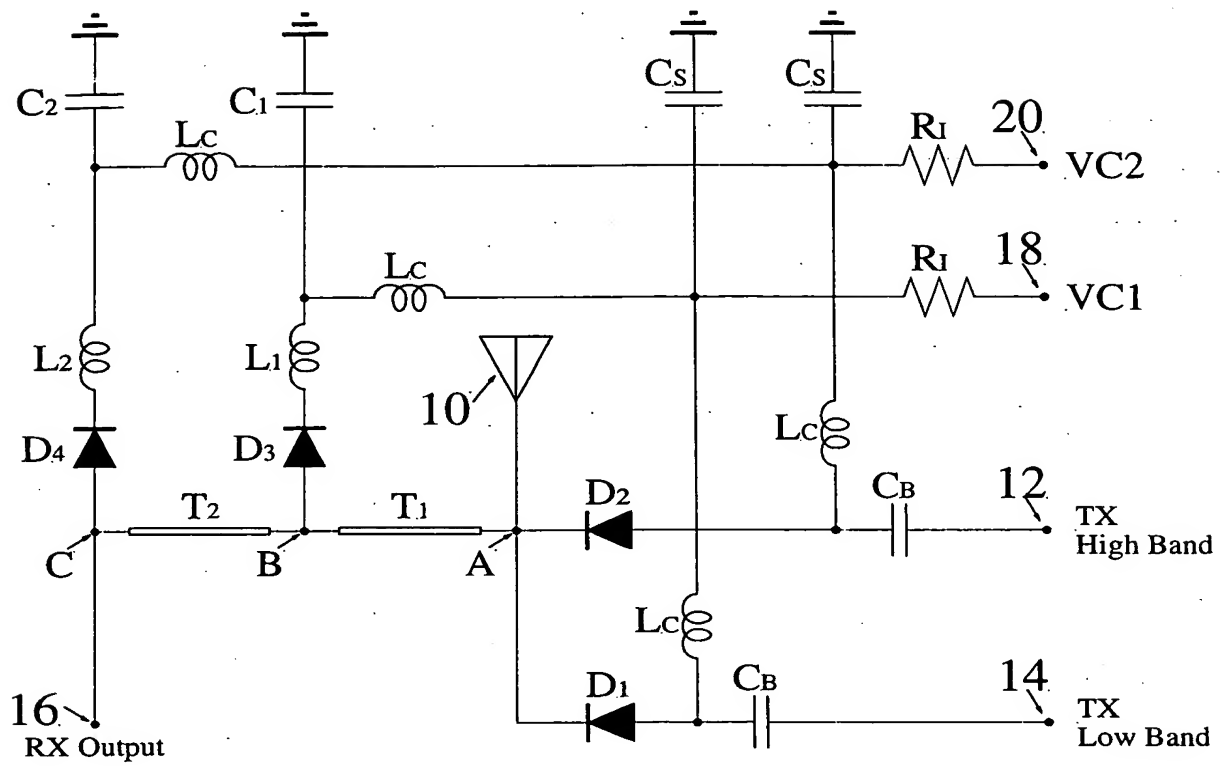 C2
C1
CS
CS
LC
RI
20
VC2
LC
RI
18
VC1
L2
L1
10
LC
D4
D3
D2
CB
12
TX
High Band
T2
T1
C
B
A
LC
D1
CB
14
TX
Low Band
16
RX Output